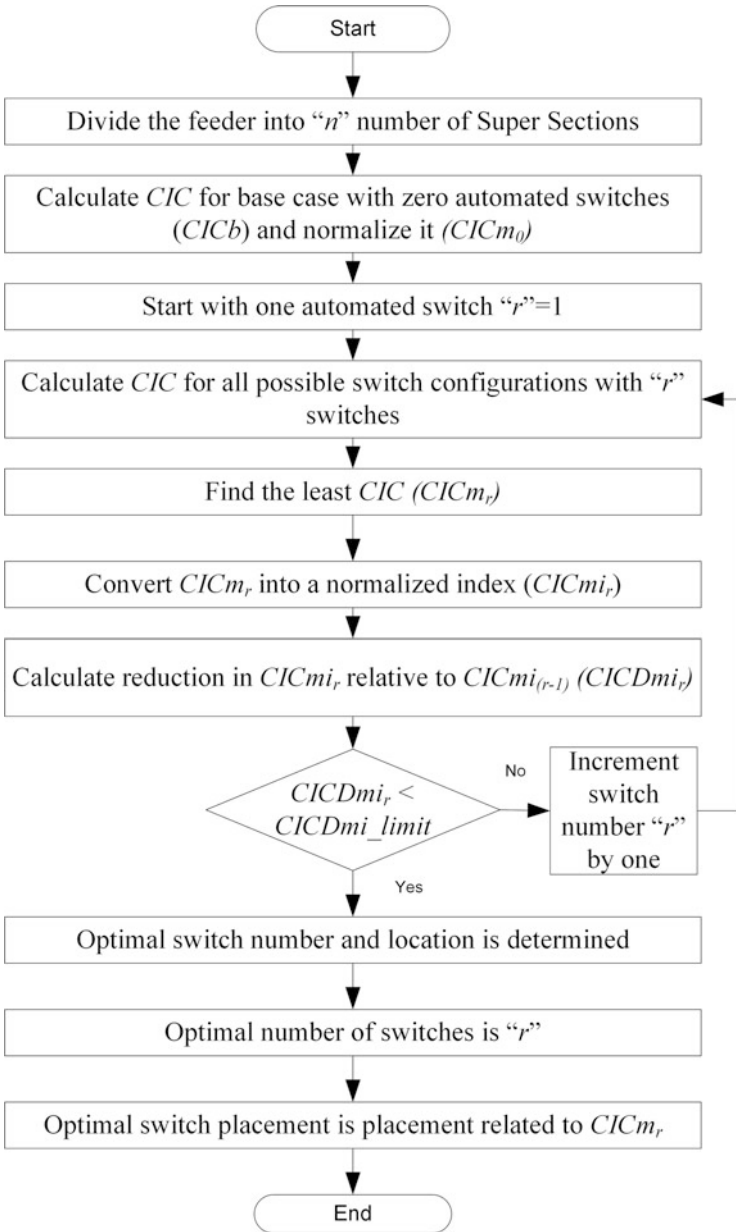 Start
Divide the feeder into “n” number of Super Sections
Calculate CIC for base case with zero automated switches
(CICb) and normalize it (CICm₀)
Start with one automated switch “r”=1
Calculate CIC for all possible switch configurations with “r”
switches
Find the least CIC (CICmᵣ)
Convert CICmᵣ into a normalized index (CICmiᵣ)
Calculate reduction in CICmiᵣ relative to CICmi₍ᵣ₋₁₎ (CICDmiᵣ)
CICDmiᵣ <
CICDmi_limit
No
Increment
switch
number “r”
by one
Yes
Optimal switch number and location is determined
Optimal number of switches is “r”
Optimal switch placement is placement related to CICmᵣ
End